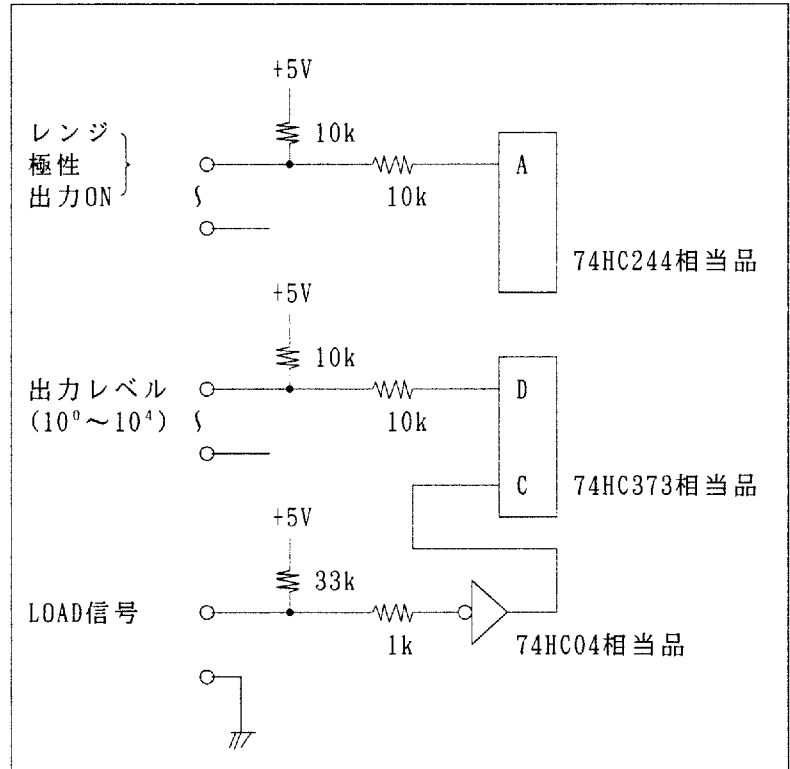 +5V
レンジ
極性
出力ON
10k
10k
A
74HC244相当品
+5V
10k
出力レベル
(10⁰～10⁴)
10k
D
C
74HC373相当品
+5V
33k
LOAD信号
1k
74HC04相当品